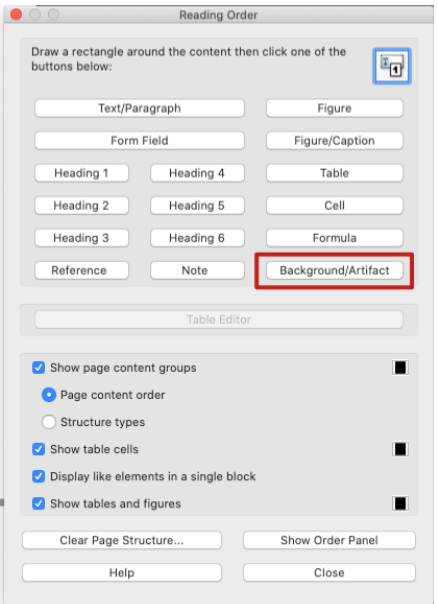 Reading Order
Draw a rectangle around the content then click one of the
buttons below:
Text/Paragraph
Figure
Form Field
Figure/Caption
Heading 1
Heading 4
Table
Heading 2
Heading 5
Cell
Heading 3
Heading 6
Formula
Reference
Note
Background/Artifact
Table Editor
Show page content groups
Page content order
Structure types
Show table cells
Display like elements in a single block
Show tables and figures
Clear Page Structure...
Show Order Panel
Help
Close